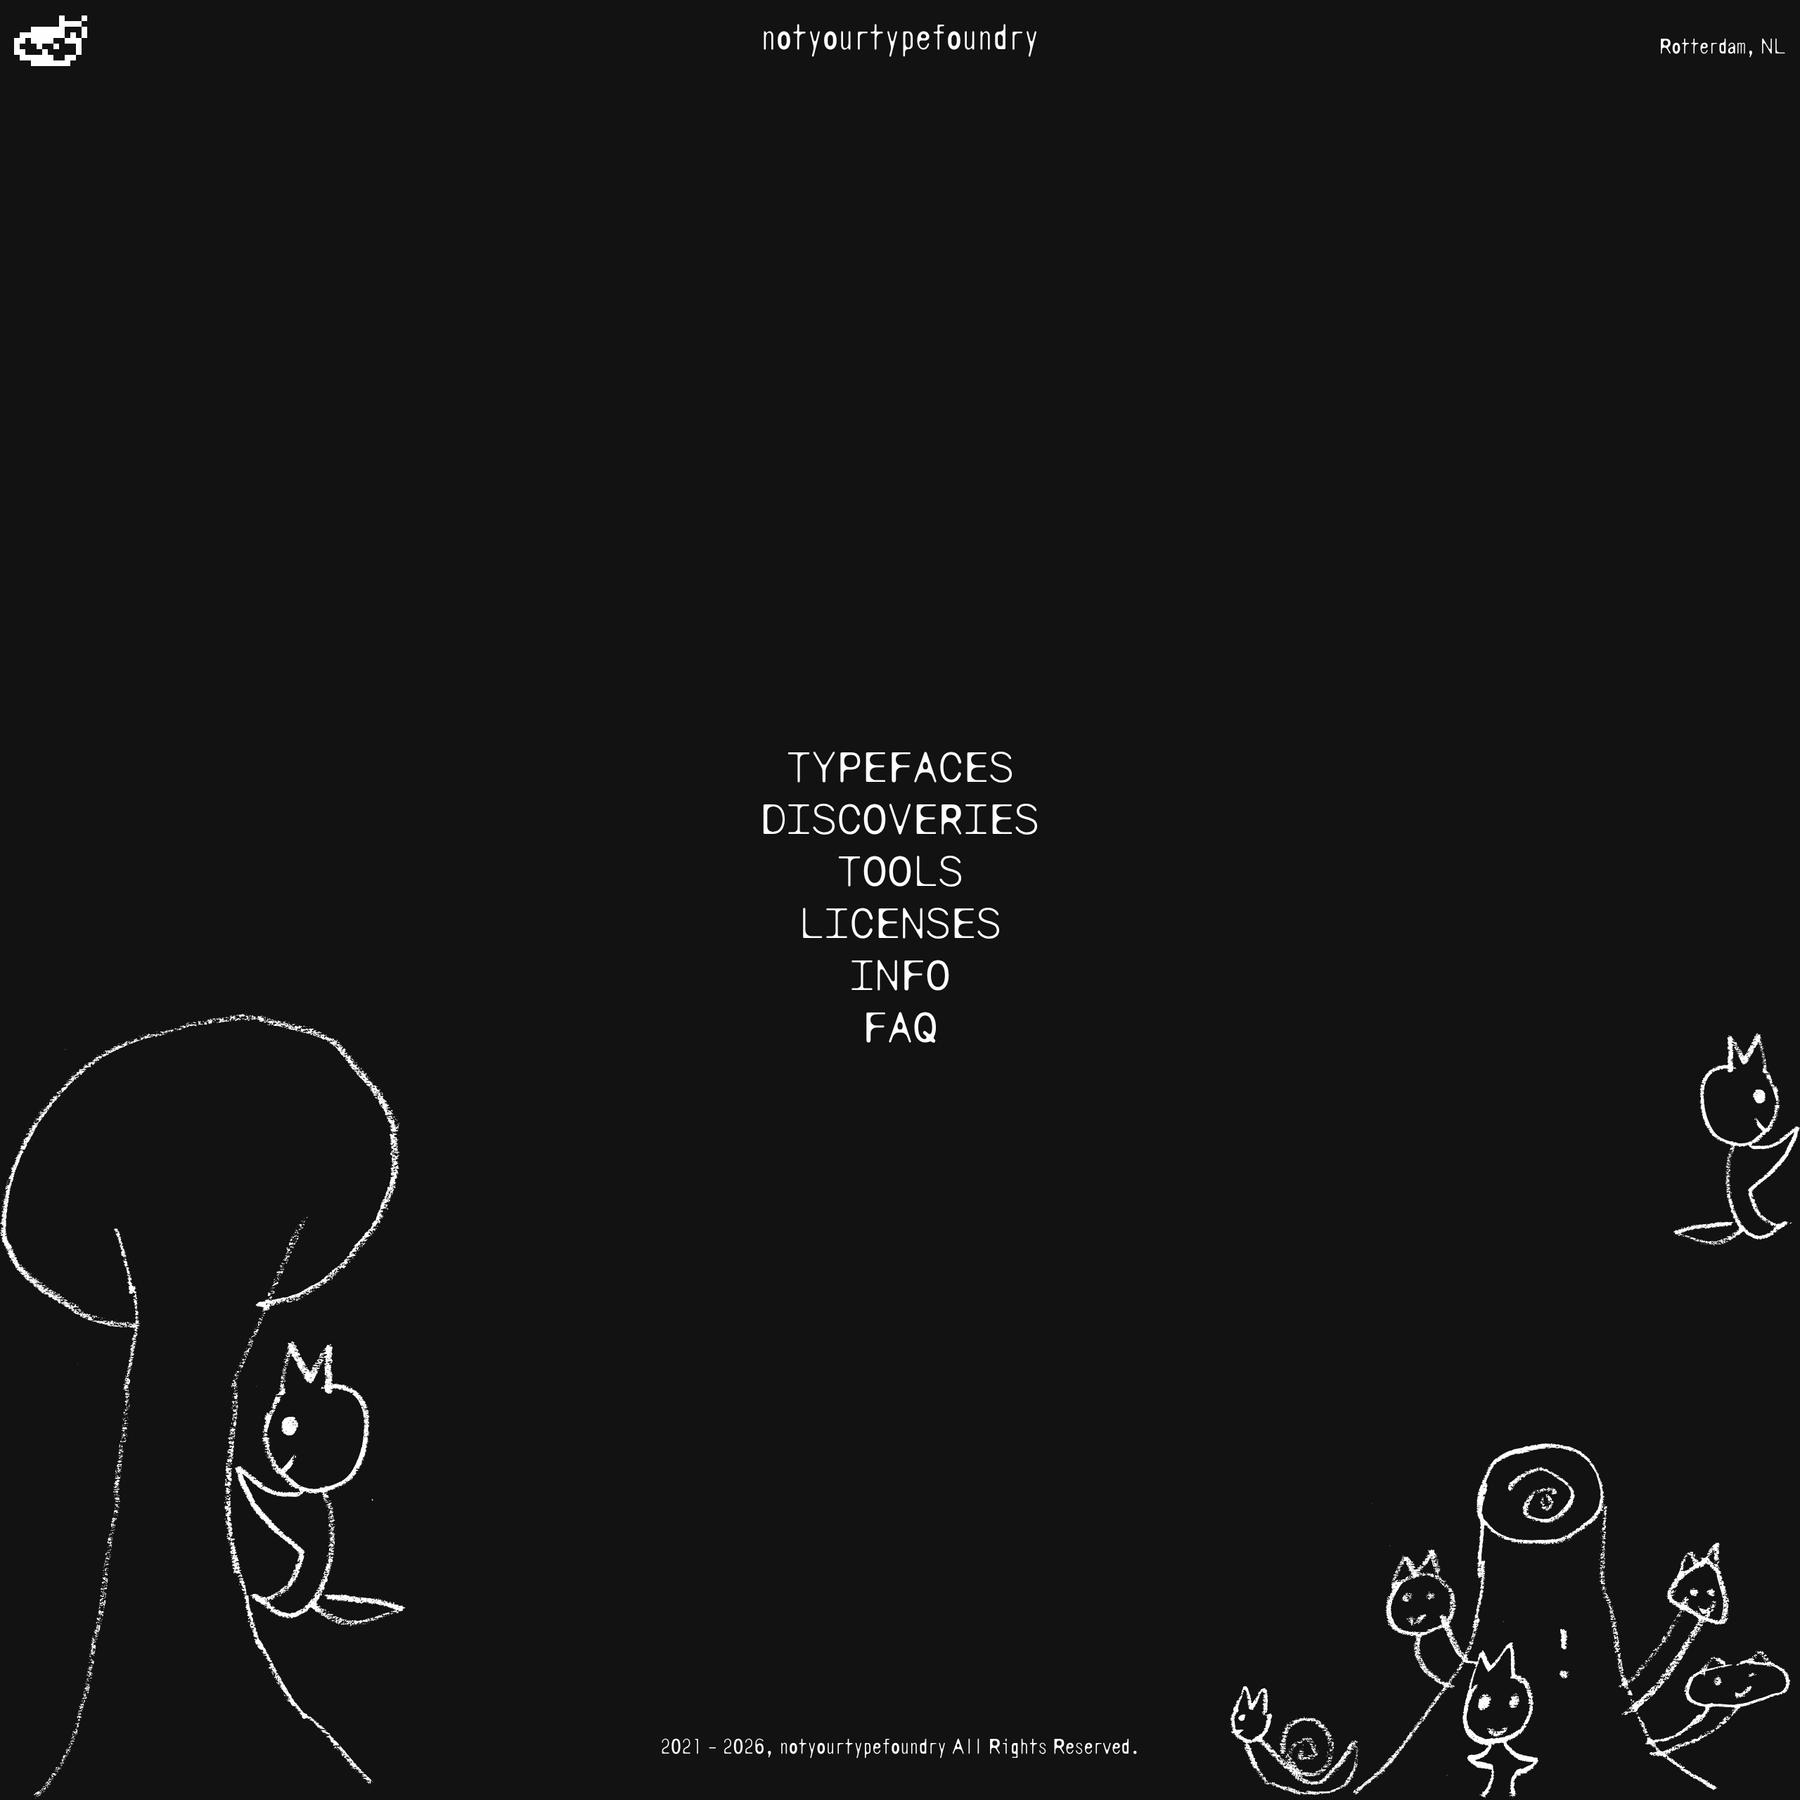 notyourtypefoundry
Rotterdam, NL
TYPEFACES
DISCOVERIES
TOOLS
LICENSES
INFO
FAQ
!
2021 - 2026, notyourtypefoundry All Rights Reserved.